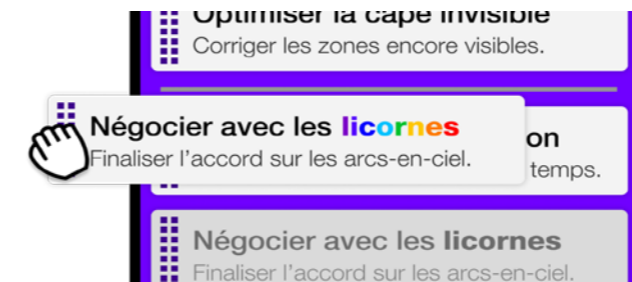 Optimiser la cape invisible
Corriger les zones encore visibles.
Négocier avec les licornes
Finaliser l’accord sur les arcs-en-ciel.
on
temps.
Négocier avec les licornes
Finaliser l’accord sur les arcs-en-ciel.